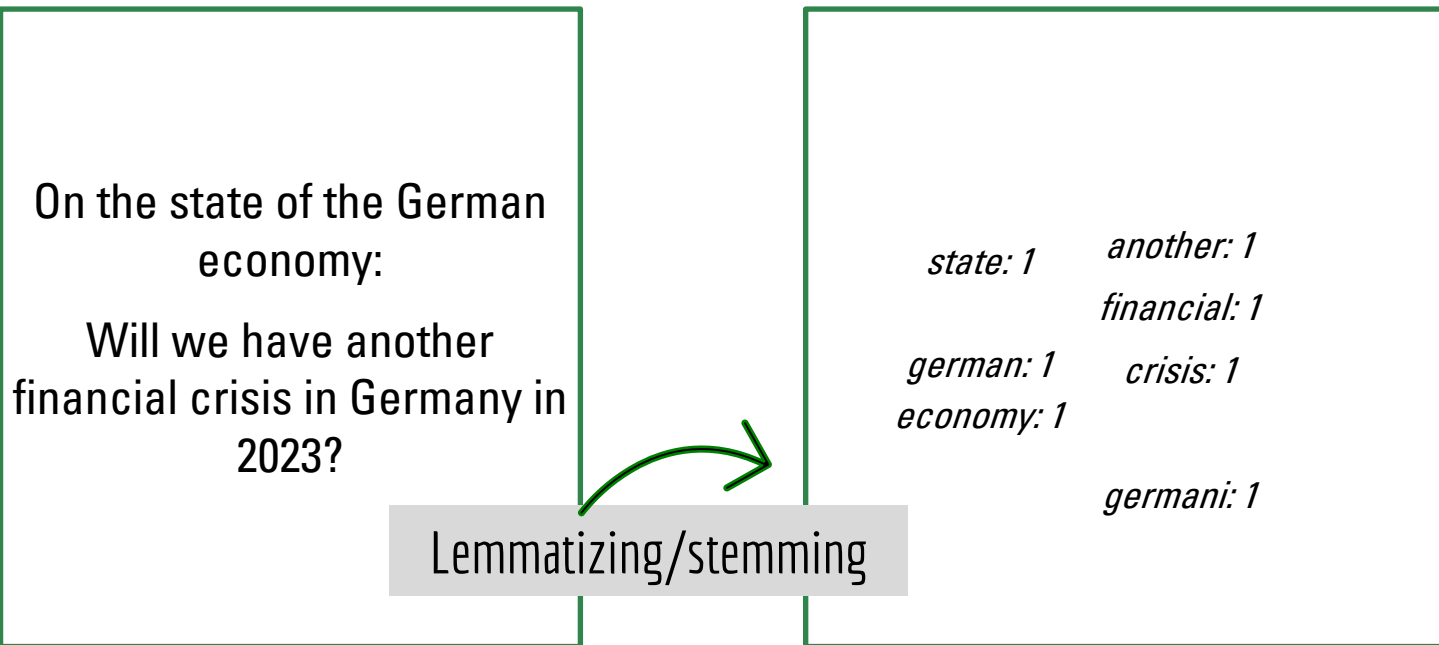 On the state of the German
economy:
Will we have another
financial crisis in Germany in
2023?
Lemmatizing/stemming
state: 1
german: 1
economy: 1
another: 1
financial: 1
crisis: 1
germani: 1